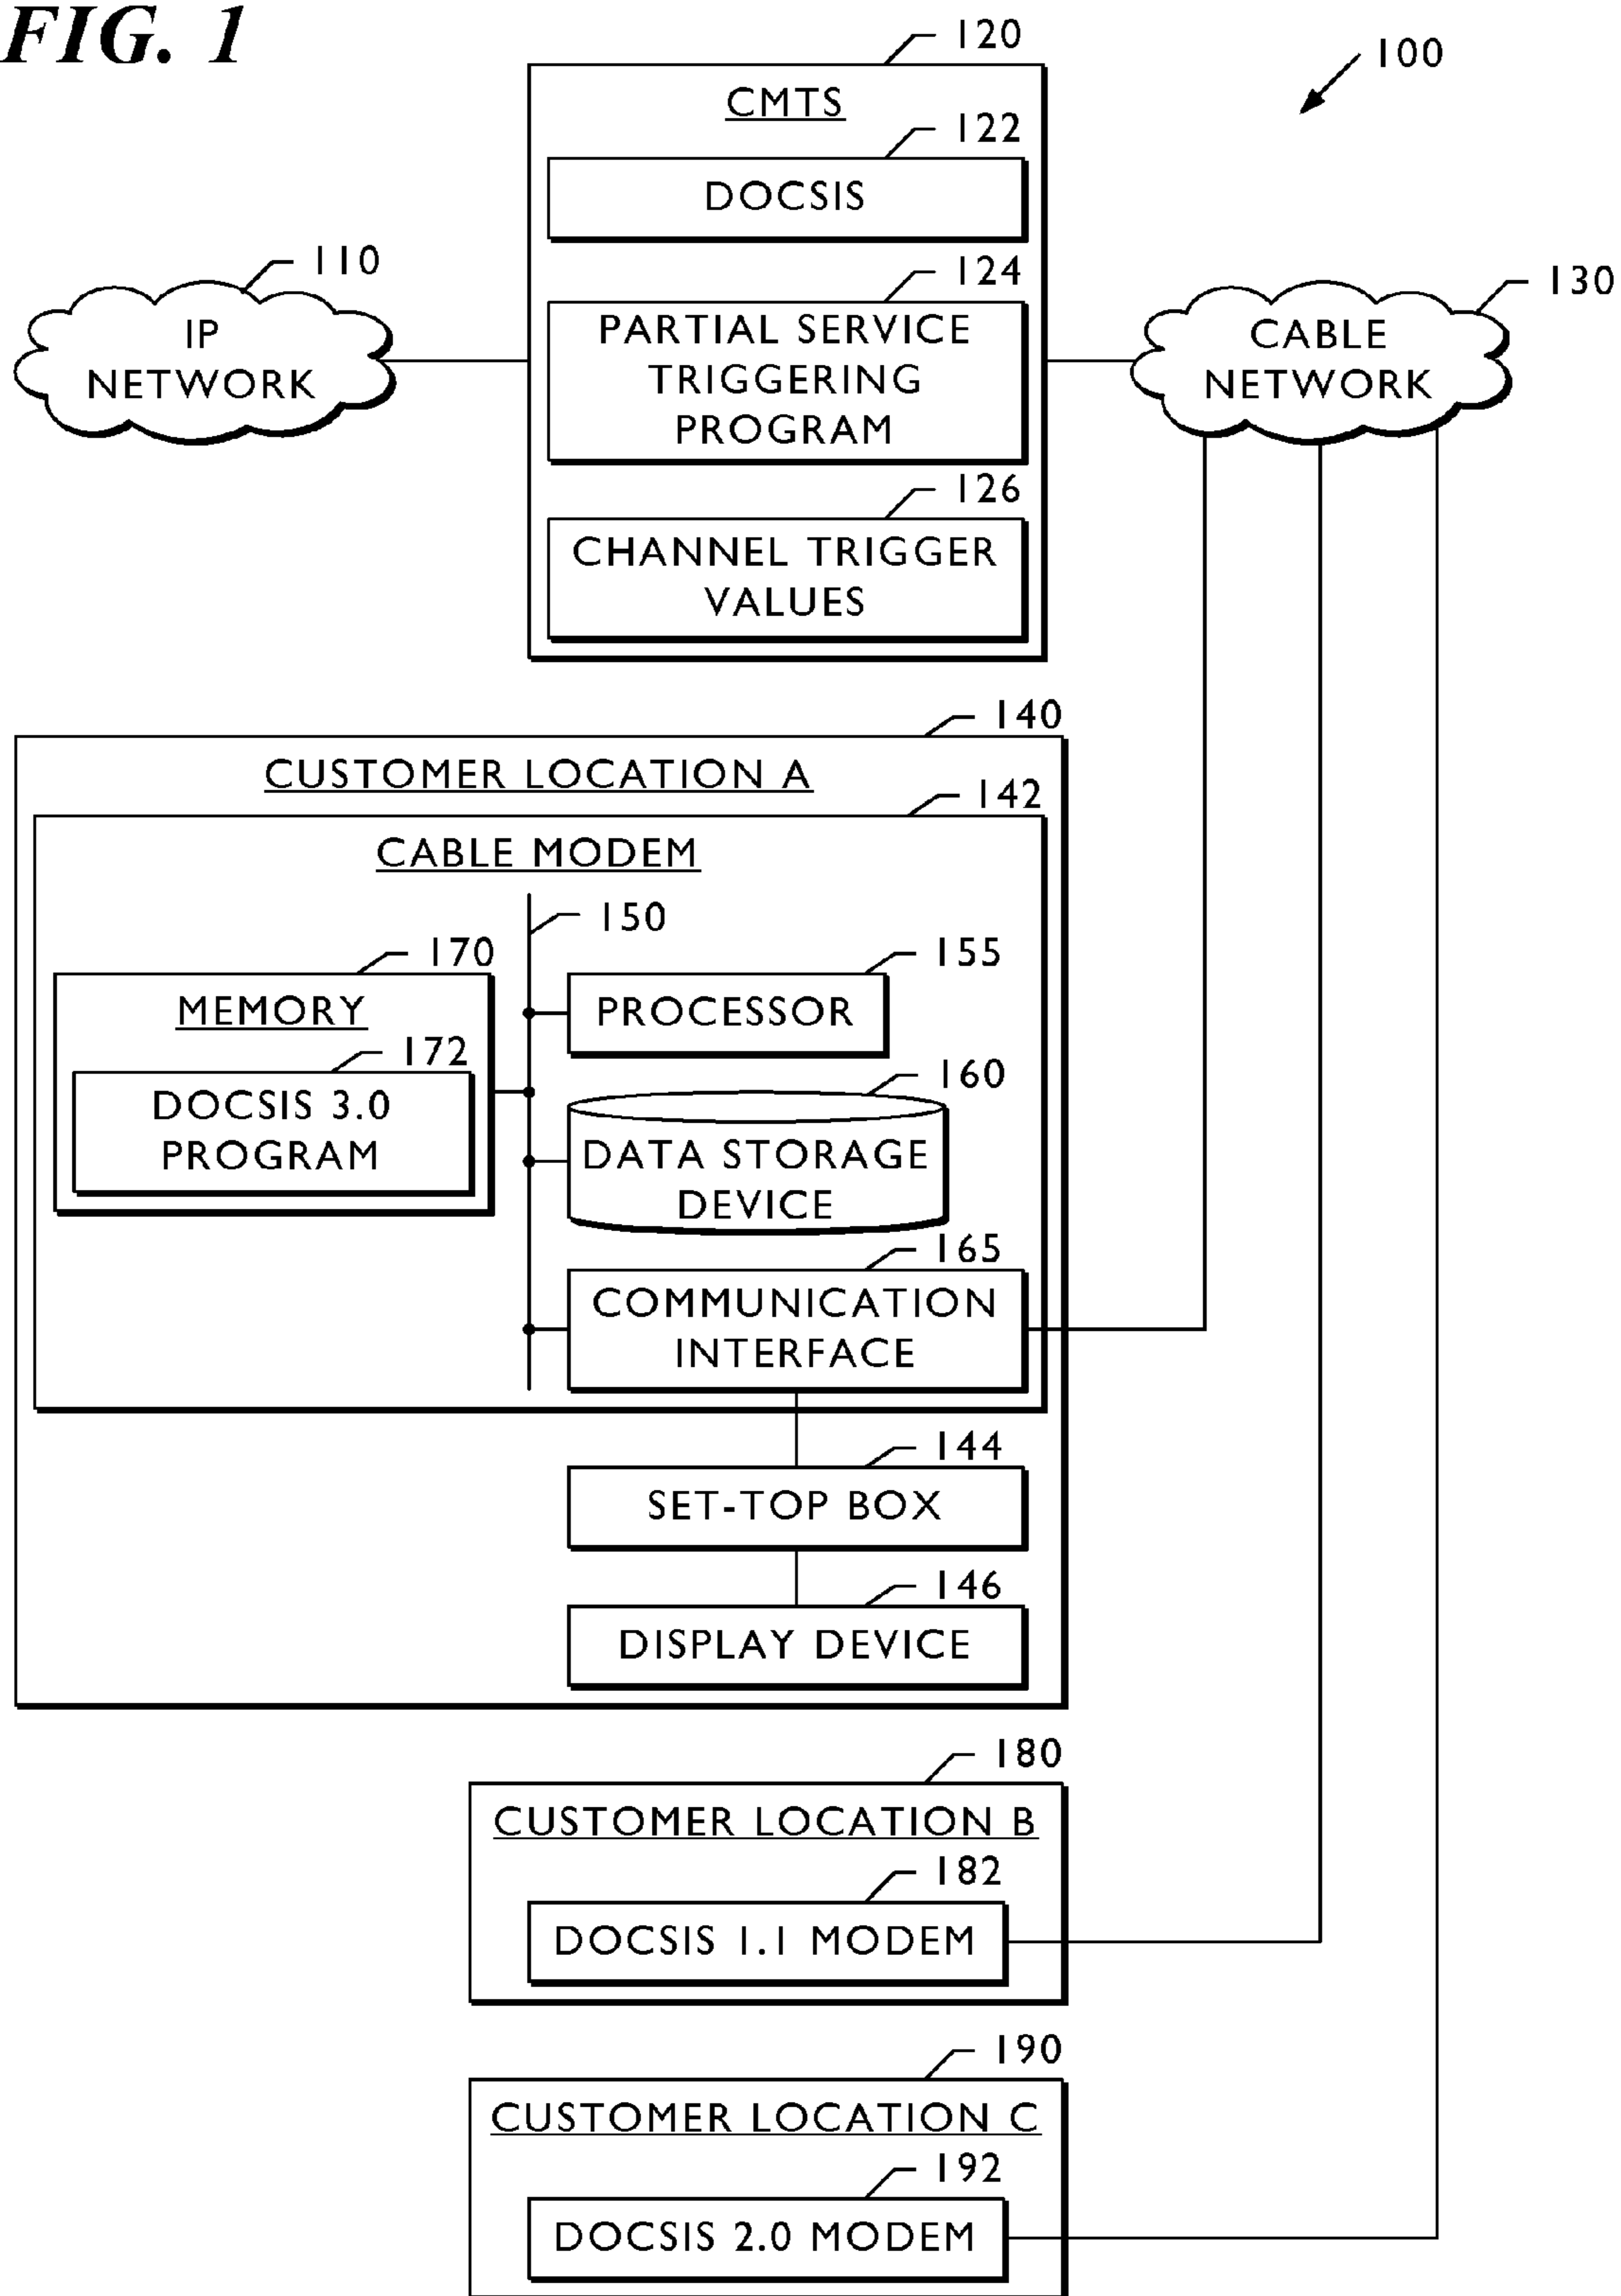 FIG. 1
100
120
CMTS
122
DOCSIS
124
PARTIAL SERVICE
TRIGGERING
PROGRAM
126
CHANNEL TRIGGER
VALUES
110
IP
NETWORK
130
CABLE
NETWORK
140
CUSTOMER LOCATION A
142
CABLE MODEM
150
170
MEMORY
172
DOCSIS 3.0
PROGRAM
155
PROCESSOR
160
DATA STORAGE
DEVICE
165
COMMUNICATION
INTERFACE
144
SET-TOP BOX
146
DISPLAY DEVICE
180
CUSTOMER LOCATION B
182
DOCSIS 1.1 MODEM
190
CUSTOMER LOCATION C
192
DOCSIS 2.0 MODEM